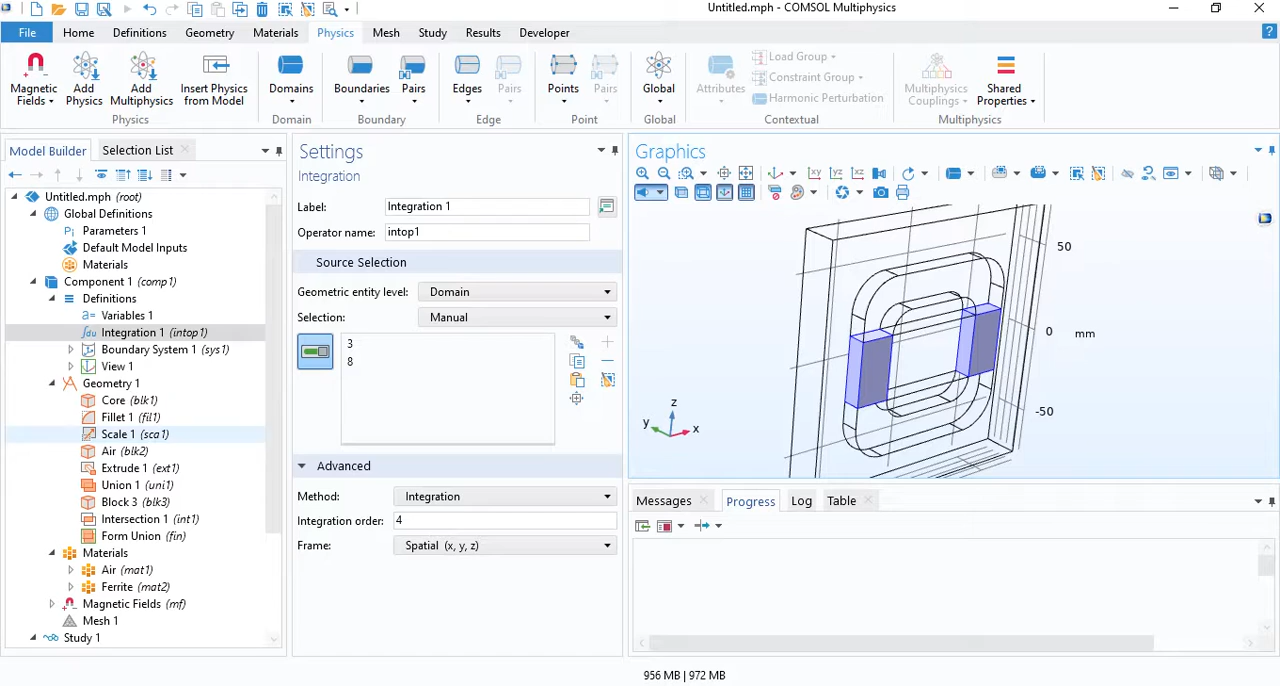 Untitled.mph - COMSOL Multiphysics
File Home Definitions Geometry Materials Physics Mesh Study Results Developer
Magnetic Fields
Add Physics
Add Multiphysics
Insert Physics from Model
Domains
Boundaries
Pairs
Edges
Pairs
Points
Pairs
Global
Attributes
Load Group
Constraint Group
Harmonic Perturbation
Multiphysics Couplings
Shared Properties
Physics
Domain
Boundary
Edge
Point
Global
Contextual
Multiphysics
Model Builder
Selection List
Untitled.mph (root)
Global Definitions
Pi Parameters 1
Default Model Inputs
Materials
Component 1 (comp1)
Definitions
a= Variables 1
∫du Integration 1 (intop1)
Boundary System 1 (sys1)
View 1
Geometry 1
Core (blk1)
Fillet 1 (fil1)
Scale 1 (sca1)
Air (blk2)
Extrude 1 (ext1)
Union 1 (uni1)
Block 3 (blk3)
Intersection 1 (int1)
Form Union (fin)
Materials
Air (mat1)
Ferrite (mat2)
Magnetic Fields (mf)
Mesh 1
Study 1
Settings
Integration
Label: Integration 1
Operator name: intop1
Source Selection
Geometric entity level: Domain
Selection: Manual
3
8
Advanced
Method: Integration
Integration order: 4
Frame: Spatial (x, y, z)
Graphics
xy yz xz
50
0
-50
mm
z
y
x
Messages Progress Log Table
956 MB | 972 MB